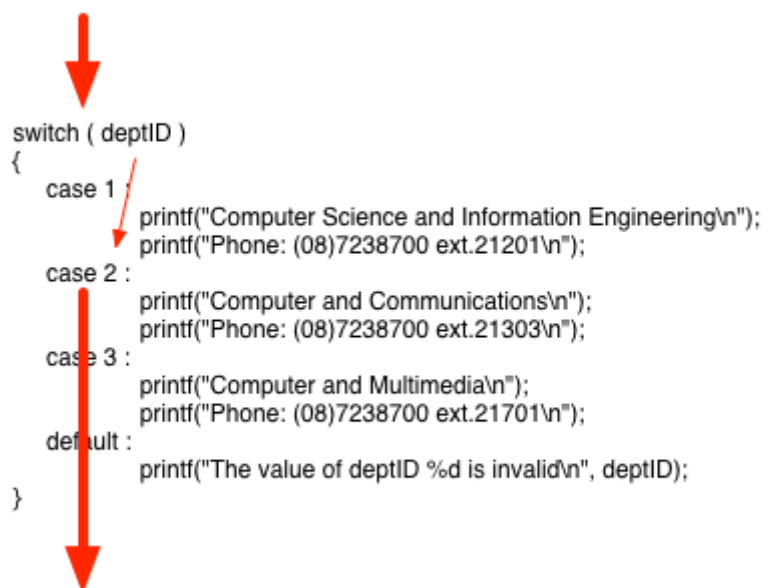 switch ( deptID )
{
case 1 :
printf("Computer Science and Information Engineering\n");
printf("Phone: (08)7238700 ext.21201\n");
case 2 :
printf("Computer and Communications\n");
printf("Phone: (08)7238700 ext.21303\n");
case 3 :
printf("Computer and Multimedia\n");
printf("Phone: (08)7238700 ext.21701\n");
default :
printf("The value of deptID %d is invalid\n", deptID);
}